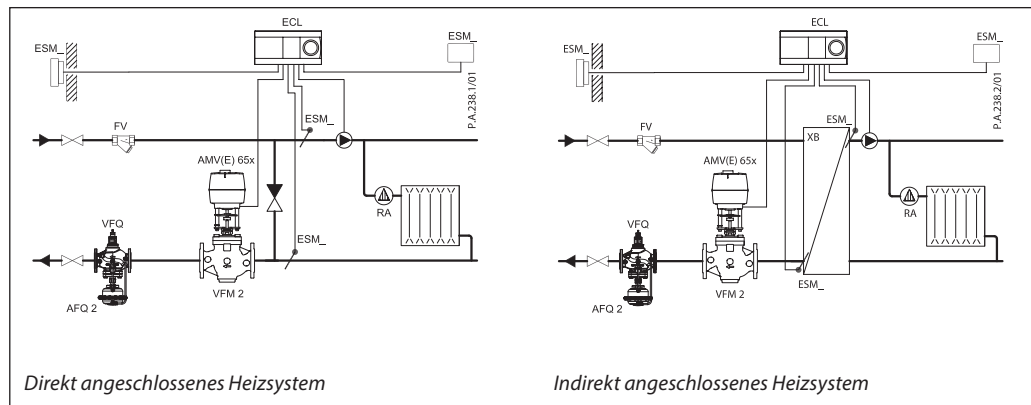 ECL
ESM_
ESM_
P.A.238.1/01
FV
ESM_
AMV(E) 65x
RA
VFQ
ESM_
AFQ 2
VFM 2
Direkt angeschlossenes Heizsystem
ECL
ESM_
ESM_
P.A.238.2/01
FV
ESM_
XB
AMV(E) 65x
RA
VFQ
ESM_
AFQ 2
VFM 2
Indirekt angeschlossenes Heizsystem